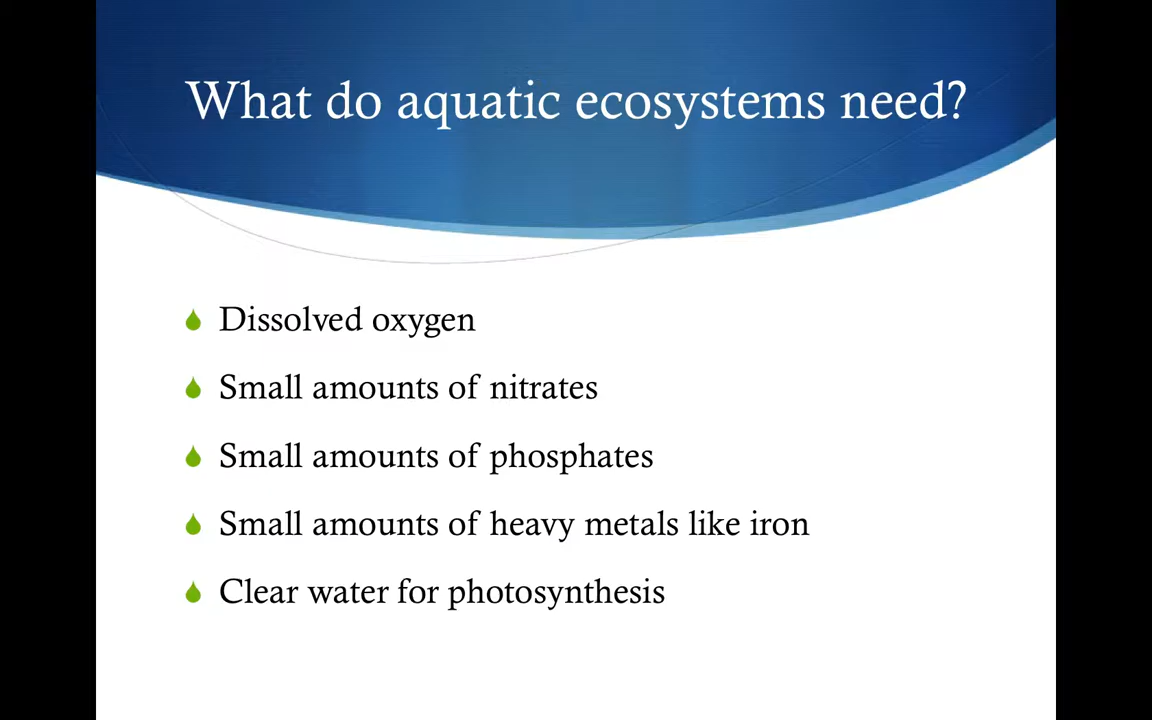 What do aquatic ecosystems need?
Dissolved oxygen
Small amounts of nitrates
Small amounts of phosphates
Small amounts of heavy metals like iron
Clear water for photosynthesis